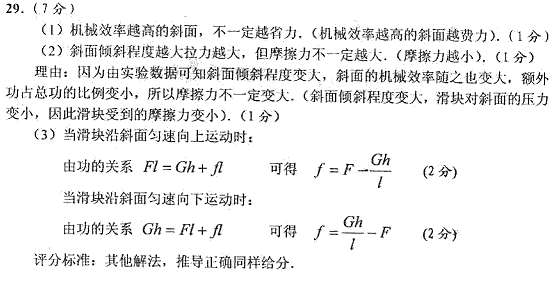 29.(7分)
(1)机械效率越高的斜面，不一定越省力.(机械效率越高的斜面越费力).(1分)
(2)斜面倾斜程度越大拉力越大，但摩擦力不一定越大.(摩擦力越小).(1分)
理由：因为由实验数据可知斜面倾斜程度变大，斜面的机械效率随之也变大，额外
功占总功的比例变小，所以摩擦力不一定变大.(斜面倾斜程度变大，滑块对斜面的压力
变小，因此滑块受到的摩擦力变小).(1分)
(3)当滑块沿斜面匀速向上运动时：
由功的关系 Fl = Gh + fl 可得 f = F − Gh/l (2分)
当滑块沿斜面匀速向下运动时：
由功的关系 Gh = Fl + fl 可得 f = Gh/l − F (2分)
评分标准：其他解法，推导正确同样给分.